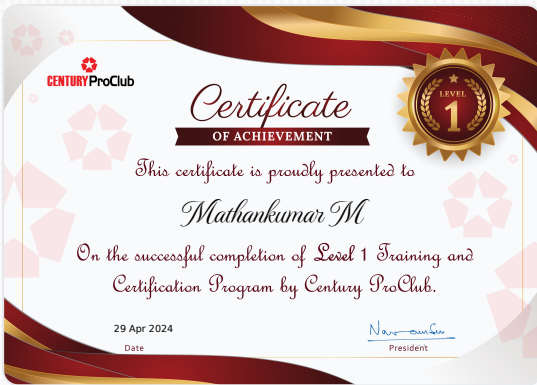 CENTURY ProClub
Certificate
OF ACHIEVEMENT
LEVEL
1
This certificate is proudly presented to
Mathankumar M
On the successful completion of Level 1 Training and
Certification Program by Century ProClub.
29 Apr 2024
Date
President